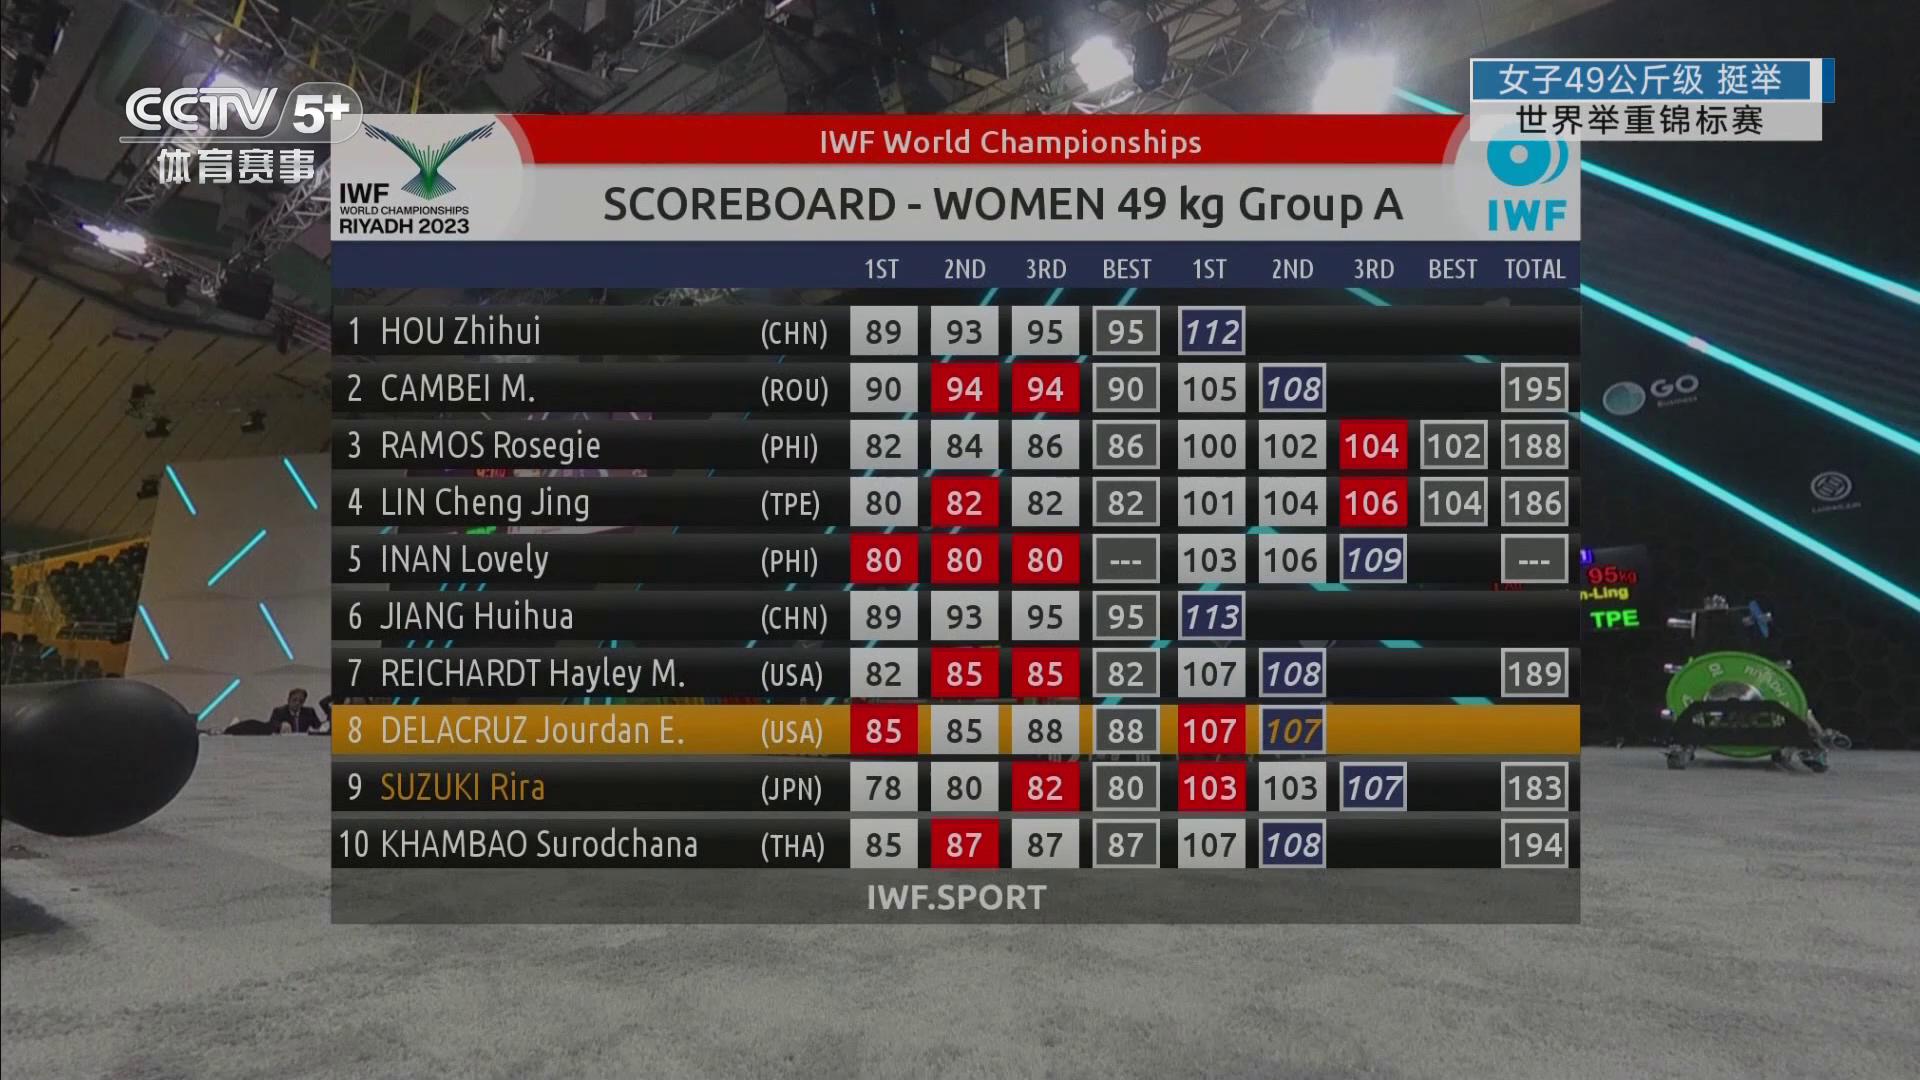 CCTV 5+
体育赛事
女子49公斤级 挺举
世界举重锦标赛
IWF World Championships
IWF
WORLD CHAMPIONSHIPS
RIYADH 2023
SCOREBOARD - WOMEN 49 kg Group A
IWF
1ST 2ND 3RD BEST 1ST 2ND 3RD BEST TOTAL
1 HOU Zhihui (CHN) 89 93 95 95 112
2 CAMBEI M. (ROU) 90 94 94 90 105 108 195
3 RAMOS Rosegie (PHI) 82 84 86 86 100 102 104 102 188
4 LIN Cheng Jing (TPE) 80 82 82 82 101 104 106 104 186
5 INAN Lovely (PHI) 80 80 80 --- 103 106 109 ---
6 JIANG Huihua (CHN) 89 93 95 95 113
7 REICHARDT Hayley M. (USA) 82 85 85 82 107 108 189
8 DELACRUZ Jourdan E. (USA) 85 85 88 88 107 107
9 SUZUKI Rira (JPN) 78 80 82 80 103 103 107 183
10 KHAMBAO Surodchana (THA) 85 87 87 87 107 108 194
IWF.SPORT
GO
Business
95kg
n-Ling
TPE